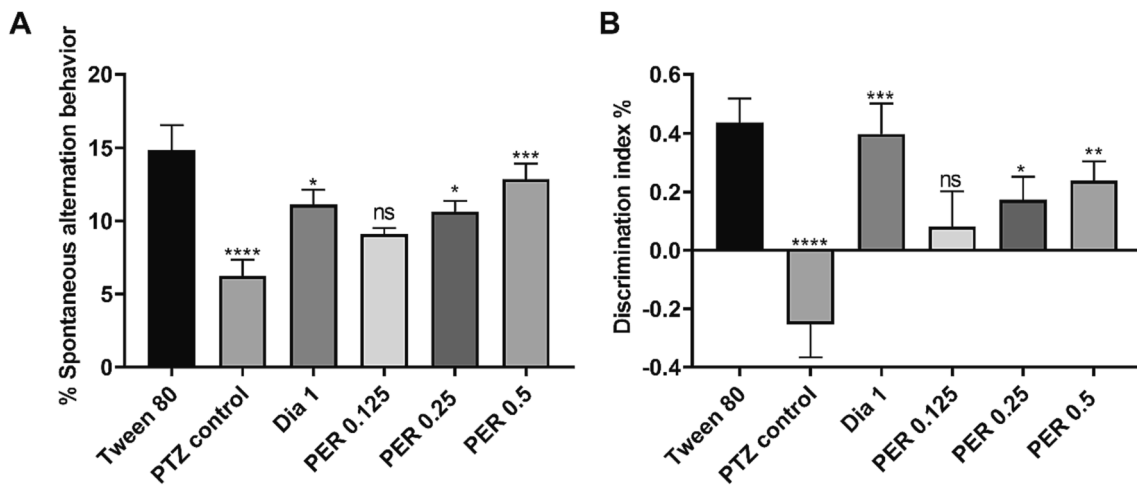 A
% Spontaneous alternation behavior
20
15
10
5
0
****
*
ns
*
***
Tween 80
PTZ control
Dia 1
PER 0.125
PER 0.25
PER 0.5
B
Discrimination index %
0.6
0.4
0.2
0.0
-0.2
-0.4
****
***
ns
*
**
Tween 80
PTZ control
Dia 1
PER 0.125
PER 0.25
PER 0.5